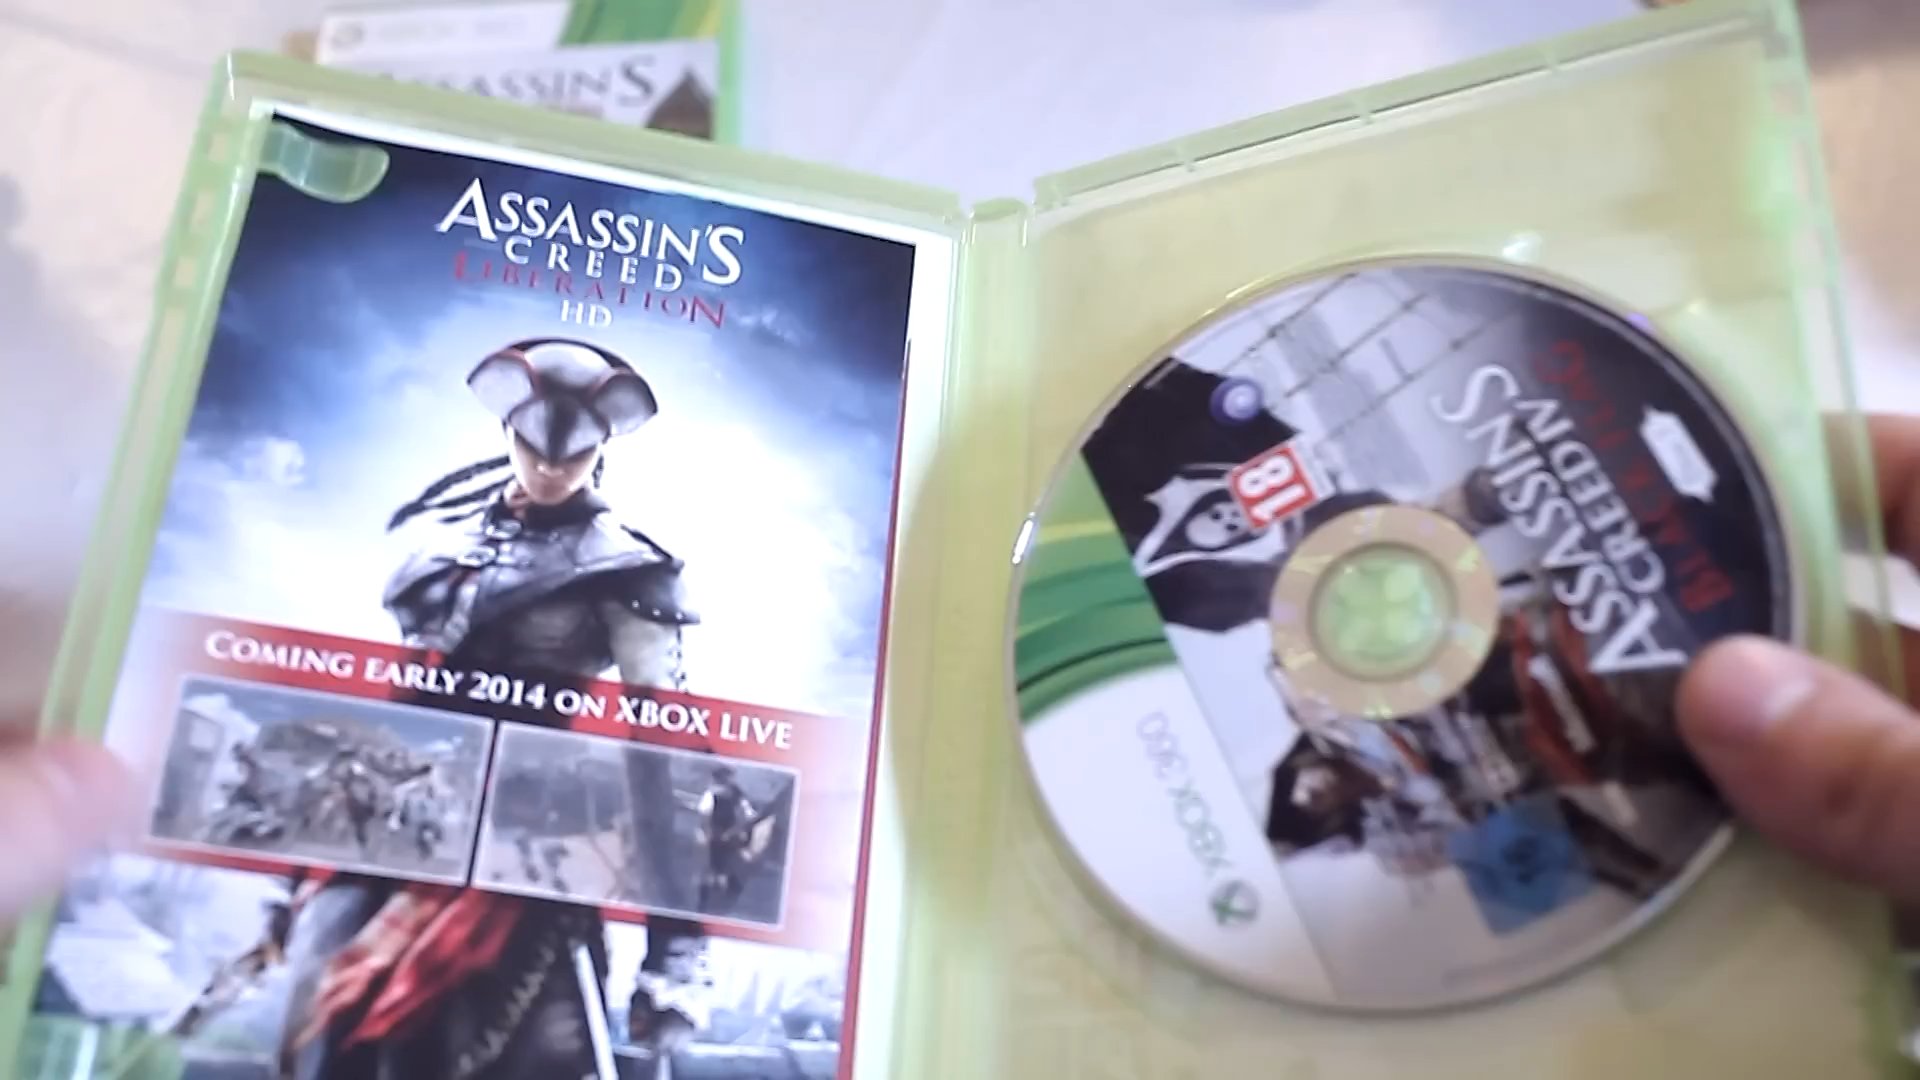 ASSASSIN'S
ASSASSIN'S
CREED
LIBERATION
HD
COMING EARLY 2014 ON XBOX LIVE
ASSASSIN'S
CREED IV
BLACK FLAG
18
XBOX 360